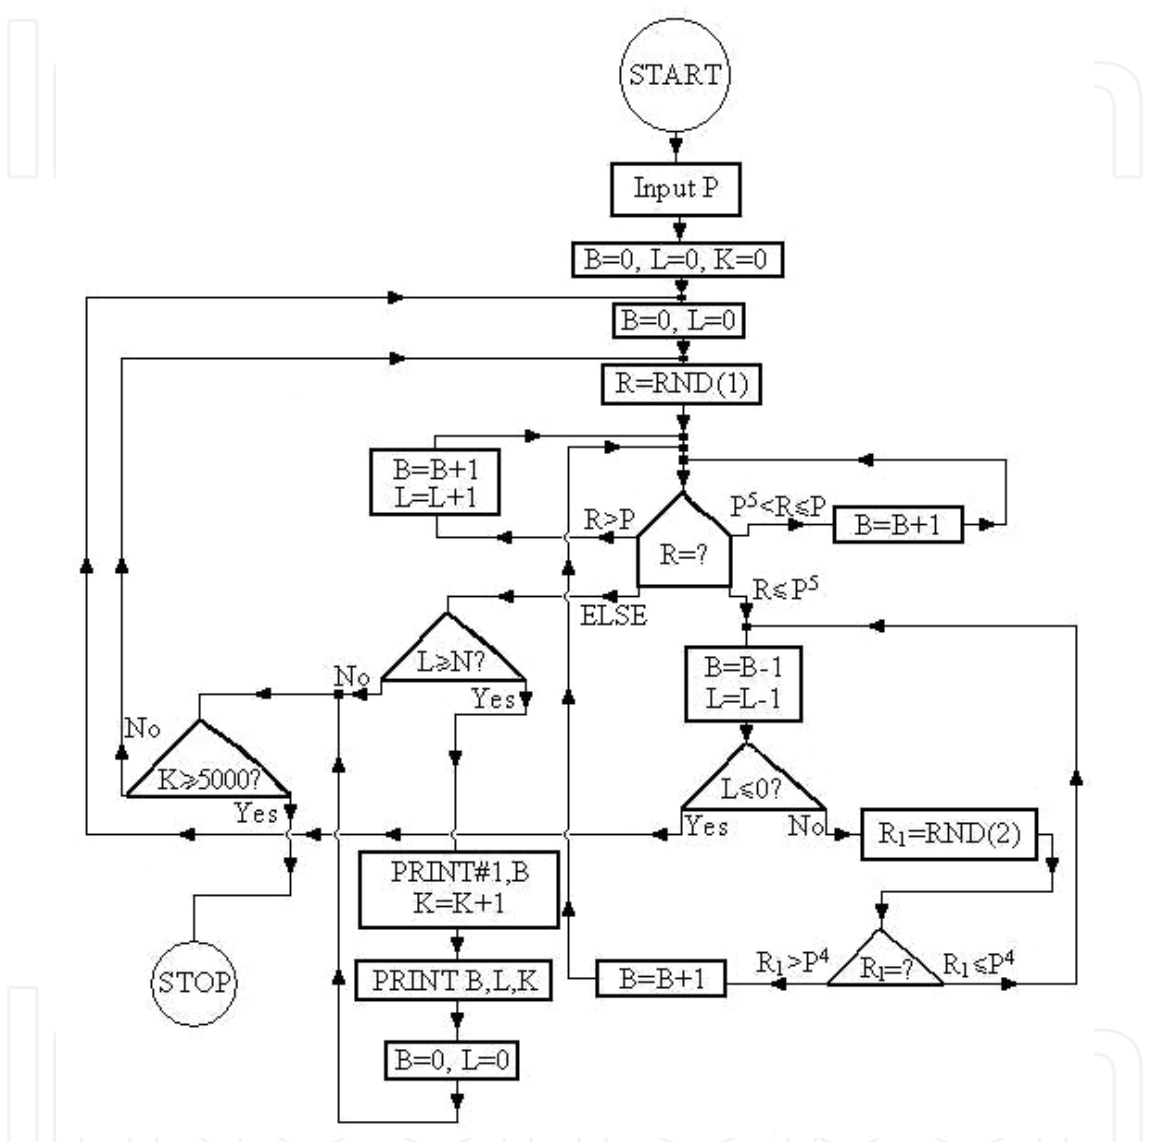 START
Input P
B=0, L=0, K=0
B=0, L=0
R=RND(1)
B=B+1
L=L+1
R>P
P⁵<R⩽P
B=B+1
R=?
R⩽P⁵
ELSE
L⩾N?
No
Yes
B=B-1
L=L-1
No
K⩾5000?
Yes
L⩽0?
Yes
No
R₁=RND(2)
PRINT#1,B
K=K+1
R₁>P⁴
R₁=?
R₁⩽P⁴
B=B+1
PRINT B,L,K
STOP
B=0, L=0